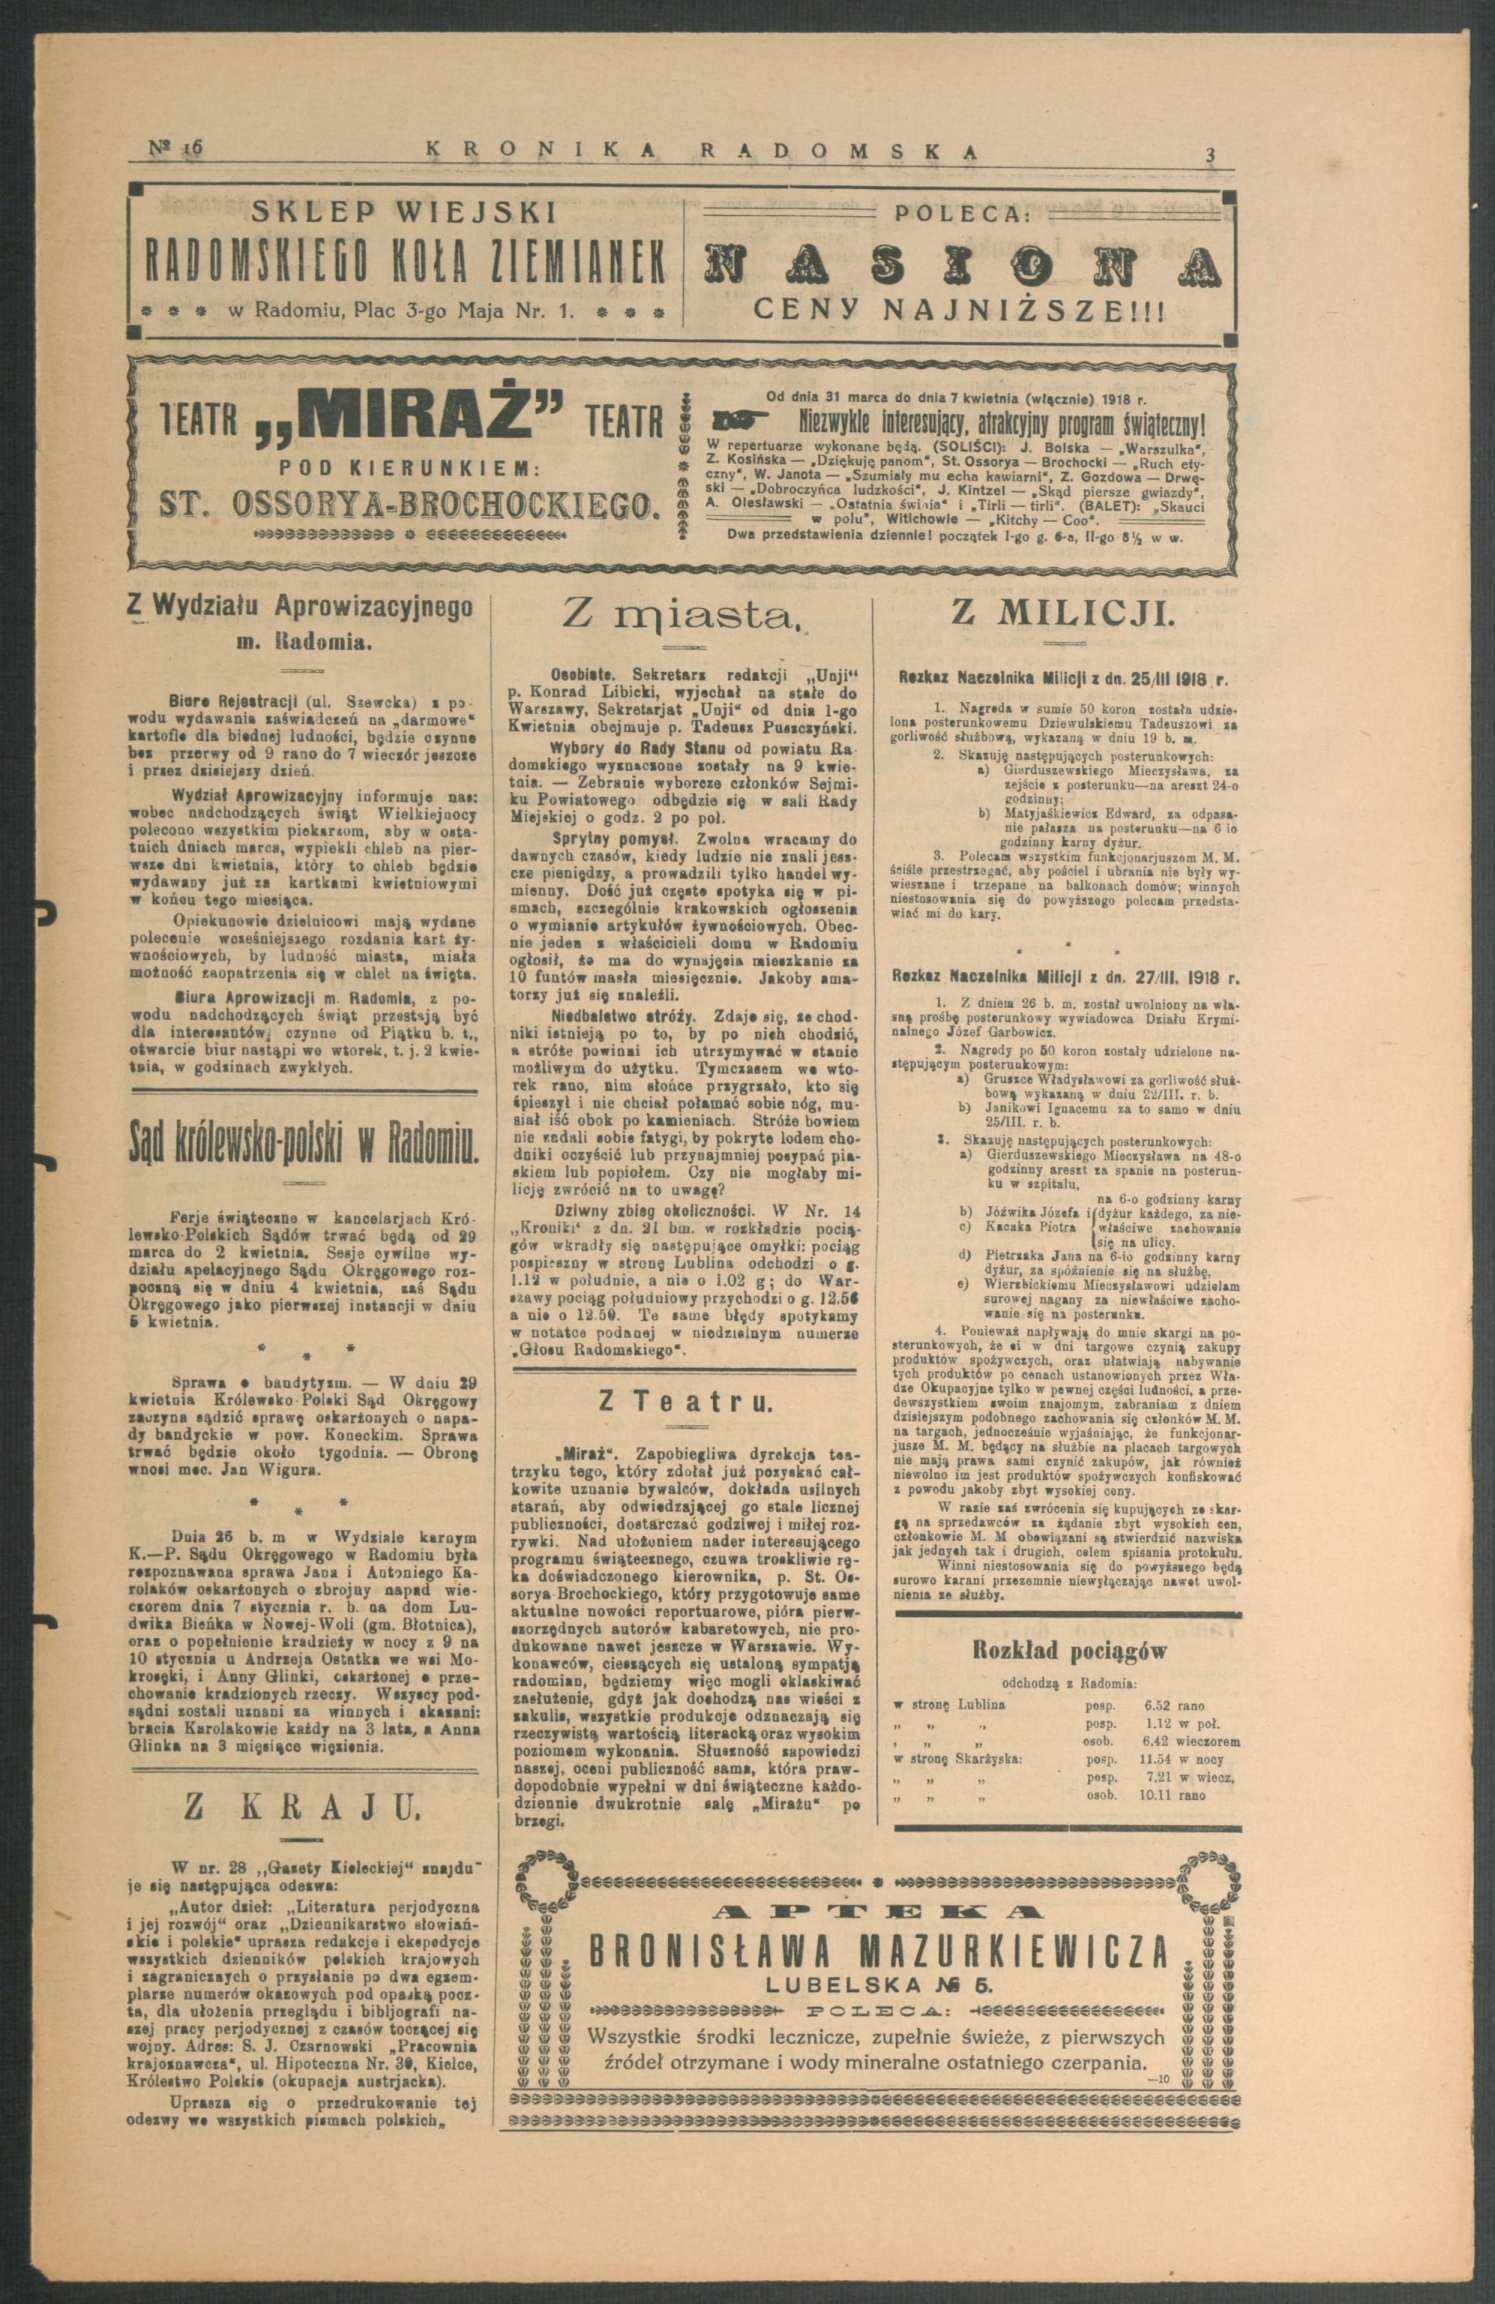 № 16
KRONIKA RADOMSKA
3
SKLEP WIEJSKI
RADOMSKIEGO KOŁA ZIEMIANEK
w Radomiu, Plac 3-go Maja Nr. 1.
POLECA:
NASIONA
CENY NAJNIŻSZE!!!
TEATR „MIRAŻ” TEATR
POD KIERUNKIEM:
ST. OSSORYA-BROCHOCKIEGO.
Od dnia 31 marca do dnia 7 kwietnia (włącznie) 1918 r.
Niezwykle interesujący, atrakcyjny program świąteczny!
W repertuarze wykonane będą. (SOLIŚCI): J. Bolska — „Warszulka“,
Z. Kosińska — „Dziękuję panom“, St. Ossorya — Brochocki — „Ruch ety-
czny“, W. Janota — „Szumiały mu echa kawiarni“, Z. Gozdowa — Drwę-
ski — „Dobroczyńca ludzkości“, J. Kintzel — „Skąd piersze gwiazdy“,
A. Olesławski — „Ostatnia świnia“ i „Tirli — tirli“. (BALET): „Skauci
w polu“, Witichowie — „Kitchy — Coo“.
Dwa przedstawienia dziennie! początek I-go g. 6-a, II-go 8½ w w.
Z Wydziału Aprowizacyjnego
m. Radomia.
Biuro Rejestracji (ul. Szewcka) z po-
wodu wydawania zaświadczeń na „darmowe“
kartofle dla biednej ludności, będzie czynne
bez przerwy od 9 rano do 7 wieczór jeszcze
i przez dzisiejszy dzień.
Wydział Aprowizacyjny informuje nas:
wobec nadchodzących świąt Wielkiejnocy
polecono wszystkim piekarzom, aby w osta-
tnich dniach marca, wypiekli chleb na pier-
wsze dni kwietnia, który to chleb będzie
wydawany już za kartkami kwietniowymi
w końcu tego miesiąca.
Opiekunowie dzielnicowi mają wydane
polecenie wcześniejszego rozdania kart ży-
wnościowych, by ludność miasta, miała
możność zaopatrzenia się w chleb na święta.
Biura Aprowizacji m. Radomia, z po-
wodu nadchodzących świąt przestają być
dla interesantów czynne od Piątku b. t.,
otwarcie biur nastąpi we wtorek, t. j. 2 kwie-
tnia, w godzinach zwykłych.
Sąd królewsko-polski w Radomiu.
Ferje świąteczne w kancelarjach Kró-
lewsko-Polskich Sądów trwać będą od 29
marca do 2 kwietnia. Sesje cywilne wy-
działu apelacyjnego Sądu Okręgowego roz-
poczną się w dniu 4 kwietnia, zaś Sądu
Okręgowego jako pierwszej instancji w dniu
5 kwietnia.
* * *
Sprawa o bandytyzm. — W dniu 29
kwietnia Królewsko-Polski Sąd Okręgowy
zaczyna sądzić sprawę oskarżonych o napa-
dy bandyckie w pow. Koneckim. Sprawa
trwać będzie około tygodnia. — Obronę
wnosi mec. Jan Wigura.
* * *
Dnia 26 b. m w Wydziale karnym
K.—P. Sądu Okręgowego w Radomiu była
rozpoznawana sprawa Jana i Antoniego Ka-
rolaków oskarżonych o zbrojny napad wie-
czorem dnia 7 stycznia r. b. na dom Lu-
dwika Bieńka w Nowej-Woli (gm. Błotnica),
oraz o popełnienie kradzieży w nocy z 9 na
10 stycznia u Andrzeja Ostatka we wsi Mo-
krosęki, i Anny Glinki, oskarżonej o prze-
chowanie kradzionych rzeczy. Wszyscy pod-
sądni zostali uznani za winnych i skazani:
bracia Karolakowie każdy na 3 lata, a Anna
Glinka na 3 miesiące więzienia.
Z KRAJU.
W nr. 28 „Gazety Kieleckiej“ znajdu-
je się następująca odezwa:
„Autor dzieł: „Literatura perjodyczna
i jej rozwój“ oraz „Dziennikarstwo słowiań-
skie i polskie“ uprasza redakcje i ekspedycje
wszystkich dzienników polskich krajowych
i zagranicznych o przysłanie po dwa egzem-
plarze numerów okazowych pod opaską pocz-
tą, dla ułożenia przeglądu i bibljografi na-
szej pracy perjodycznej z czasów toczącej się
wojny. Adres: S. J. Czarnowski „Pracownia
krajoznawcza“, ul. Hipoteczna Nr. 30, Kielce,
Królestwo Polskie (okupacja austrjacka).
Uprasza się o przedrukowanie tej
odezwy we wszystkich pismach polskich„
Z miasta.
Osobiste. Sekretarz redakcji „Unji“
p. Konrad Libicki, wyjechał na stałe do
Warszawy, Sekretarjat „Unji“ od dnia 1-go
Kwietnia obejmuje p. Tadeusz Puszczyński.
Wybory do Rady Stanu od powiatu Ra-
domskiego wyznaczone zostały na 9 kwie-
tnia. — Zebranie wyborcze członków Sejmi-
ku Powiatowego odbędzie się w sali Rady
Miejskiej o godz. 2 po poł.
Sprytny pomysł. Zwolna wracamy do
dawnych czasów, kiedy ludzie nie znali jesz-
cze pieniędzy, a prowadzili tylko handel wy-
mienny. Dość już często spotyka się w pi-
smach, szczególnie krakowskich ogłoszenia
o wymianie artykułów żywnościowych. Obec-
nie jeden z właścicieli domu w Radomiu
ogłosił, że ma do wynajęcia mieszkanie za
10 funtów masła miesięcznie. Jakoby ama-
torzy już się znaleźli.
Niedbalstwo stróży. Zdaje się, że chod-
niki istnieją po to, by po nich chodzić,
a stróże powinni ich utrzymywać w stanie
możliwym do użytku. Tymczasem we wto-
rek rano, nim słońce przygrzało, kto się
śpieszył i nie chciał połamać sobie nóg, mu-
siał iść obok po kamieniach. Stróże bowiem
nie zadali sobie fatygi, by pokryte lodem cho-
dniki oczyścić lub przynajmniej posypać pia-
skiem lub popiołem. Czy nie mogłaby mi-
licję zwrócić na to uwagę?
Dziwny zbieg okoliczności. W Nr. 14
„Kroniki“ z dn. 21 bm. w rozkładzie pocią-
gów wkradły się następujące omyłki: pociąg
pospieszny w stronę Lublina odchodzi o g.
1.12 w południe, a nie o 1.02 g; do War-
szawy pociąg południowy przychodzi o g. 12.56
a nie o 12.50. Te same błędy spotykamy
w notatce podanej w niedzielnym numerze
„Głosu Radomskiego“.
Z Teatru.
„Miraż“. Zapobiegliwa dyrekcja tea-
trzyku tego, który zdołał już pozyskać cał-
kowite uznanie bywalców, dokłada usilnych
starań, aby odwiedzającej go stale licznej
publiczności, dostarczać godziwej i miłej roz-
rywki. Nad ułożeniem nader interesującego
programu świątecznego, czuwa troskliwie rę-
ka doświadczonego kierownika, p. St. Os-
sorya-Brochockiego, który przygotowuje same
aktualne nowości reportuarowe, pióra pierw-
szorzędnych autorów kabaretowych, nie pro-
dukowane nawet jeszcze w Warszawie. Wy-
konawców, cieszących się ustaloną sympatją
radomian, będziemy więc mogli oklaskiwać
zasłużenie, gdyż jak dochodzą nas wieści z
zakulis, wszystkie produkcje odznaczają się
rzeczywistą wartością literacką oraz wysokim
poziomem wykonania. Słuszność zapowiedzi
naszej, oceni publiczność sama, która praw-
dopodobnie wypełni w dni świąteczne każdo-
dziennie dwukrotnie salę „Mirażu“ po
brzegi.
Z MILICJI.
Rozkaz Naczelnika Milicji z dn. 25/III 1918 r.
1. Nagroda w sumie 50 koron została udzie-
lona posterunkowemu Dziewulskiemu Tadeuszowi za
gorliwość służbową, wykazaną w dniu 19 b. m.
2. Skazuję następujących posterunkowych:
a) Gierduszewskiego Mieczysława, za
zejście z posterunku—na areszt 24-o
godzinny;
b) Matyjaśkiewicz Edward, za odpasa-
nie pałasza na posterunku—na 6 io
godzinny karny dyżur.
3. Polecam wszystkim funkcjonarjuszom M. M.
ściśle przestrzegać, aby pościel i ubrania nie były wy-
wieszane i trzepane na balkonach domów; winnych
niestosowania się do powyższego polecam przedsta-
wiać mi do kary.
* * *
Rozkaz Naczelnika Milicji z dn. 27/III. 1918 r.
1. Z dniem 26 b. m. został uwolniony na wła-
sną prośbę posterunkowy wywiadowca Działu Krymi-
nalnego Józef Garbowicz.
2. Nagrody po 50 koron zostały udzielone na-
stępującym posterunkowym:
a) Gruszce Władysławowi za gorliwość służ-
bową wykazaną w dniu 22/III. r. b.
b) Janikowi Ignacemu za to samo w dniu
25/III. r. b.
3. Skazuję następujących posterunkowych:
a) Gierduszewskiego Mieczysława na 48-o
godzinny areszt za spanie na posterun-
ku w szpitalu,
na 6-o godzinny karny
b) Jóźwika Józefa i dyżur każdego, za nie-
c) Kacaka Piotra właściwe zachowanie
się na ulicy.
d) Pietrzaka Jana na 6-io godzinny karny
dyżur, za spóźnienie się na służbę,
e) Wierzbickiemu Mieczysławowi udzielam
surowej nagany za niewłaściwe zacho-
wanie się na posterunku.
4. Ponieważ napływają do mnie skargi na po-
sterunkowych, że ci w dni targowe czynią zakupy
produktów spożywczych, oraz ułatwiają nabywanie
tych produktów po cenach ustanowionych przez Wła-
dze Okupacyjne tylko w pewnej części ludności, a prze-
dewszystkiem swoim znajomym, zabraniam z dniem
dzisiejszym podobnego zachowania się członków M. M.
na targach, jednocześnie wyjaśniając, że funkcjonar-
jusze M. M. będący na służbie na placach targowych
nie mają prawa sami czynić zakupów, jak również
niewolno im jest produktów spożywczych konfiskować
z powodu jakoby zbyt wysokiej ceny.
W razie zaś zwrócenia się kupujących ze skar-
gą na sprzedawców za żądanie zbyt wysokich cen,
członkowie M. M obowiązani są stwierdzić nazwiska
jak jednych tak i drugich, celem spisania protokułu.
Winni niestosowania się do powyższego będą
surowo karani przezemnie niewyłączając nawet uwol-
nienia ze służby.
Rozkład pociągów
odchodzą z Radomia:
w stronę Lublina posp. 6.52 rano
„ „ „ posp. 1.12 w poł.
„ „ „ osob. 6.42 wieczorem
w stronę Skarżyska: posp. 11.54 w nocy
„ „ „ posp. 7.21 w wiecz.
„ „ „ osob. 10.11 rano
APTEKA
BRONISŁAWA MAZURKIEWICZA
LUBELSKA № 5.
POLECA:
Wszystkie środki lecznicze, zupełnie świeże, z pierwszych
źródeł otrzymane i wody mineralne ostatniego czerpania.
—10